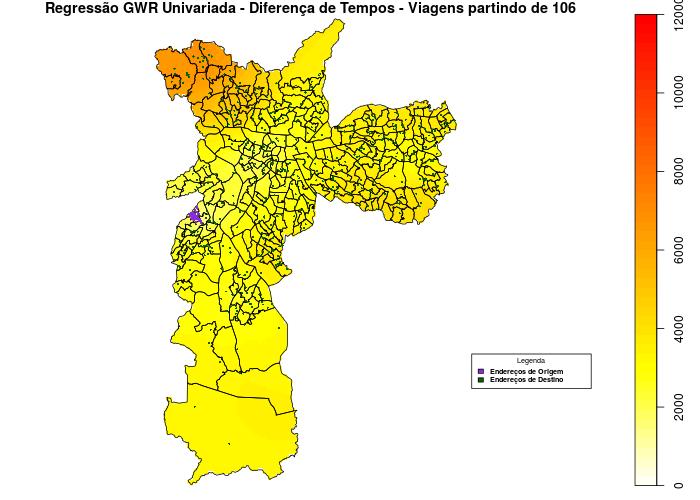 Regressão GWR Univariada - Diferença de Tempos - Viagens partindo de 106
12000
10000
8000
6000
4000
2000
0
Legenda
Endereços de Origem
Endereços de Destino